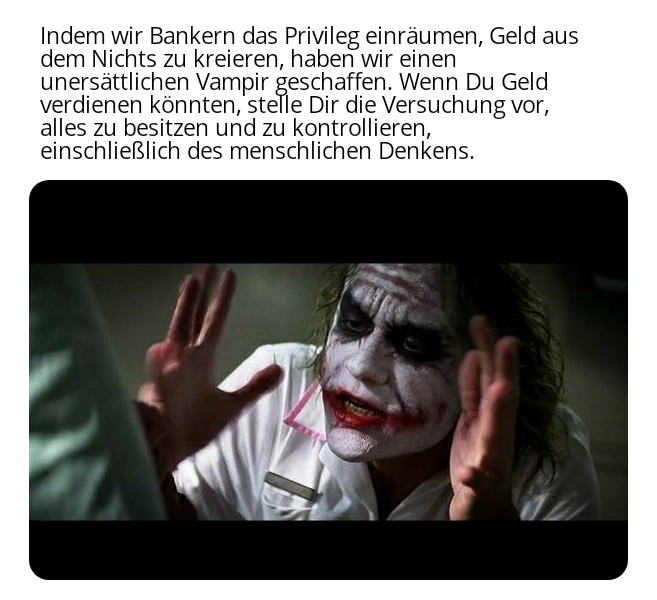 Indem wir Bankern das Privileg einräumen, Geld aus
dem Nichts zu kreieren, haben wir einen
unersättlichen Vampir geschaffen. Wenn Du Geld
verdienen könnten, stelle Dir die Versuchung vor,
alles zu besitzen und zu kontrollieren,
einschließlich des menschlichen Denkens.